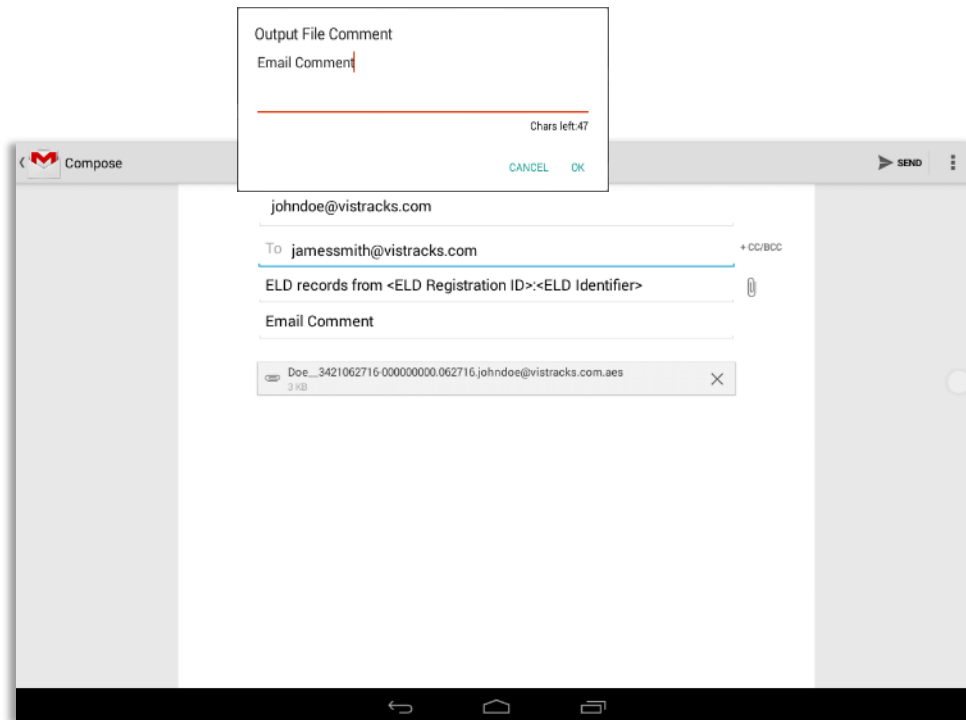 Output File Comment
Email Comment
Chars left:47
CANCEL OK
Compose
SEND
johndoe@vistracks.com
To jamessmith@vistracks.com
+ CC/BCC
ELD records from <ELD Registration ID>:<ELD Identifier>
Email Comment
Doe__3421062716-000000000.062716.johndoe@vistracks.com.aes
3 KB